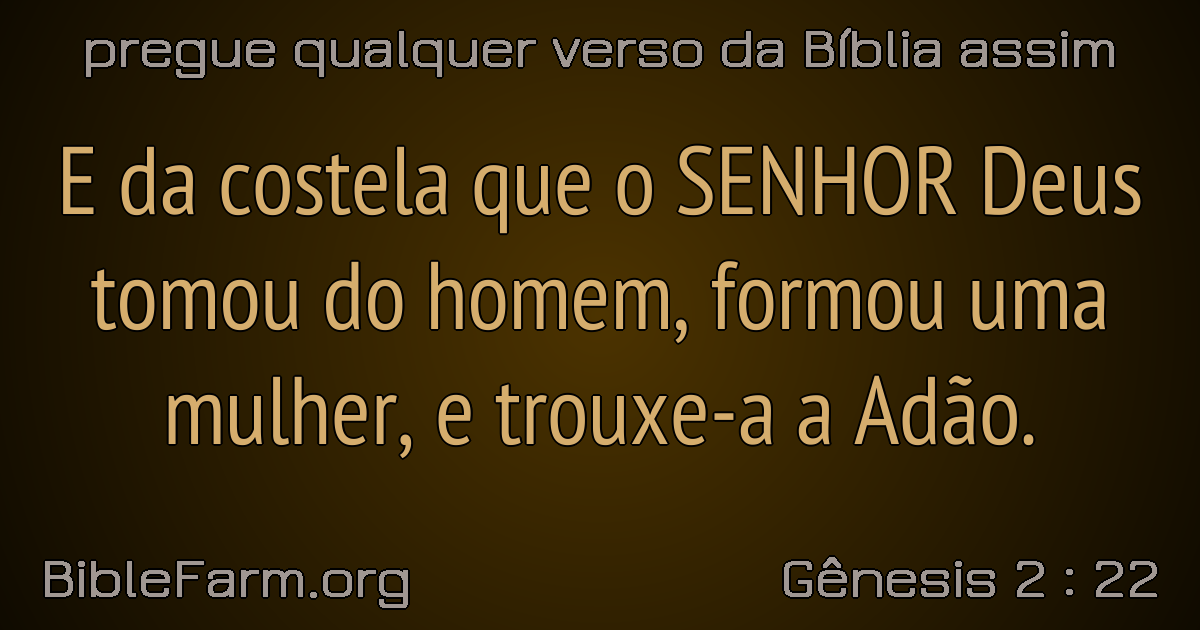 pregue qualquer verso da Bíblia assim
E da costela que o SENHOR Deus
tomou do homem, formou uma
mulher, e trouxe-a a Adão.
BibleFarm.org
Gênesis 2 : 22